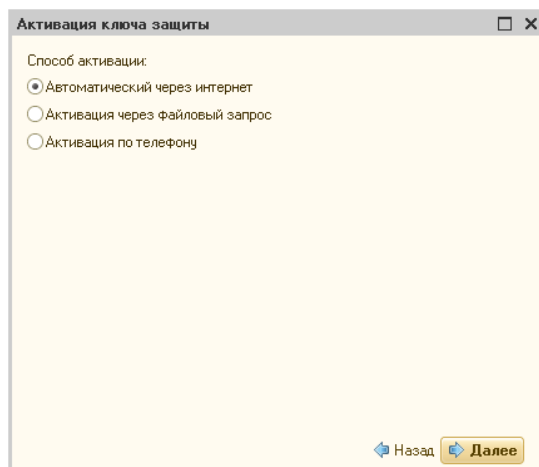 Активация ключа защиты
Способ активации:
Автоматический через интернет
Активация через файловый запрос
Активация по телефону
Назад Далее